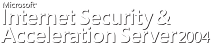 Microsoft®
Internet Security &
Acceleration Server 2004